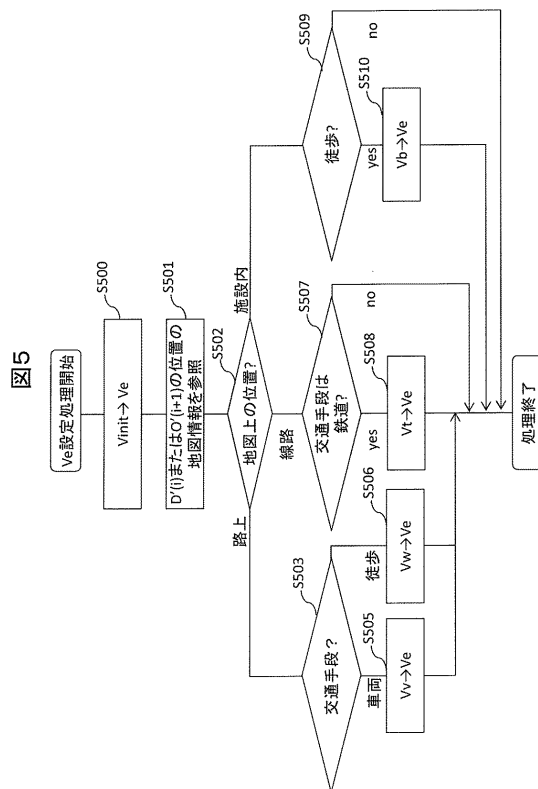 図5
Ve設定処理開始
S500
Vinit→Ve
S501
D'(i)またはO'(i+1)の位置の
地図情報を参照
S502
地図上の位置?
路上
線路
施設内
S503
交通手段?
車両
徒歩
S505
Vv→Ve
S506
Vw→Ve
S507
交通手段は
鉄道?
yes
no
S508
Vt→Ve
S509
徒歩?
yes
no
S510
Vb→Ve
処理終了